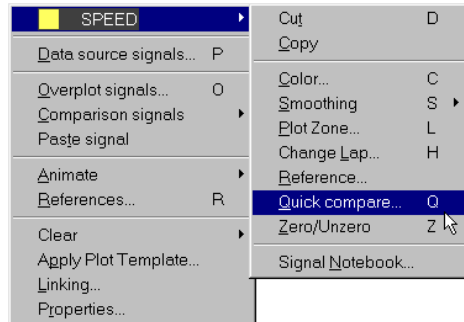 SPEED
Data source signals... P
Overplot signals... O
Comparison signals
Paste signal
Animate
References... R
Clear
Apply Plot Template...
Linking...
Properties...
Cut D
Copy
Color... C
Smoothing S
Plot Zone... L
Change Lap... H
Reference...
Quick compare... Q
Zero/Unzero Z
Signal Notebook...